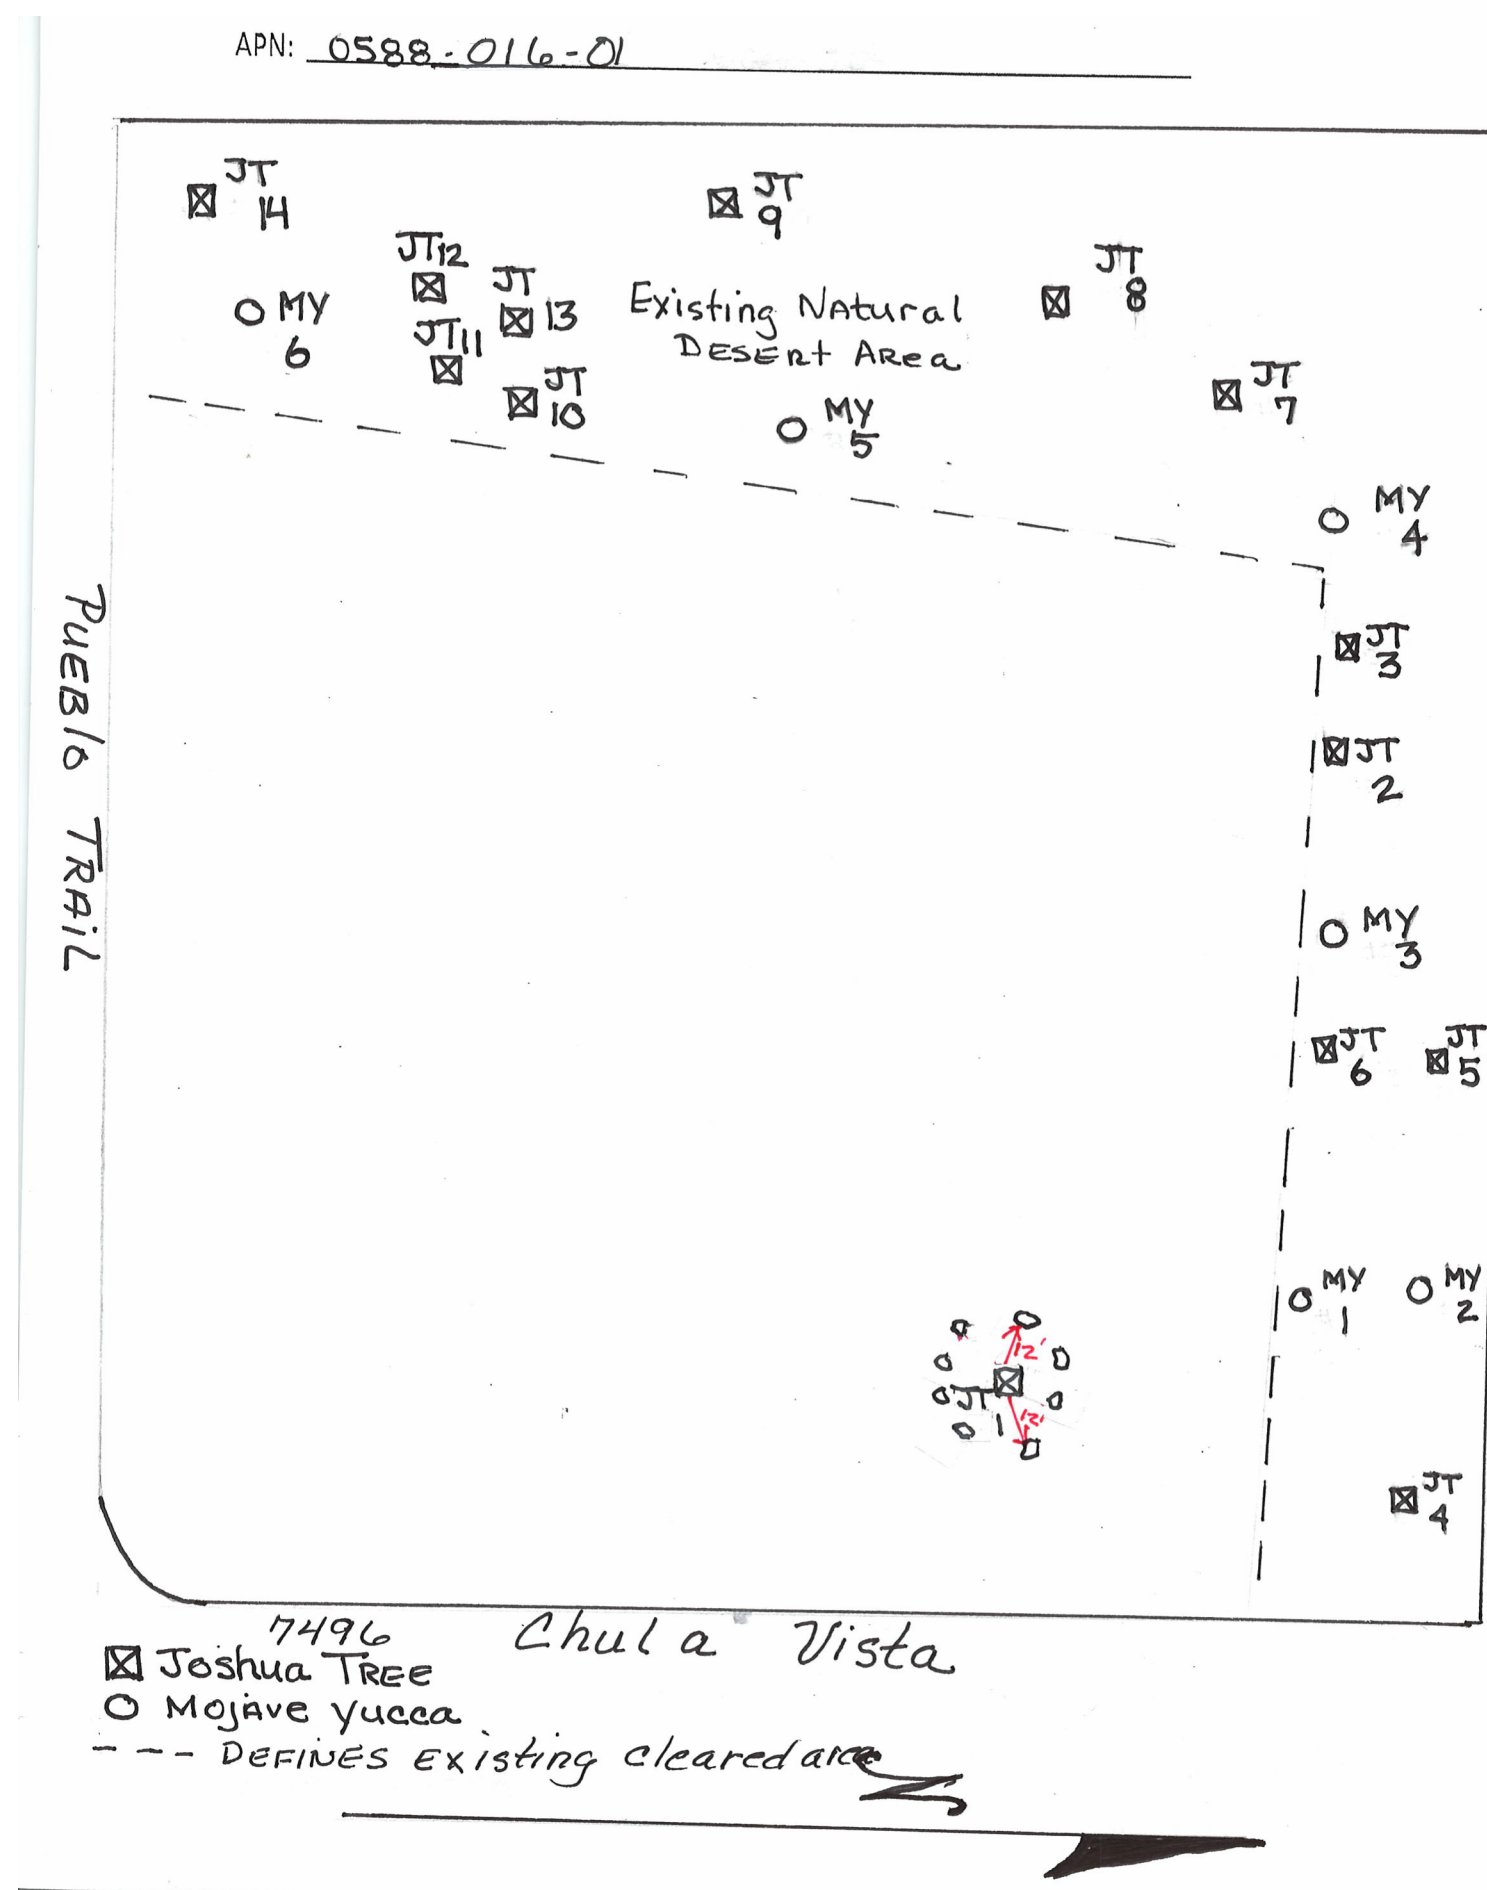 APN: 0588-016-01
JT
14
JT
9
JT12
JT
13
JT
8
MY
6
Existing Natural
DESERt Area
JT11
JT
10
JT
7
MY
5
MY
4
JT
3
PUEBlo TRAiL
JT
2
MY
3
JT
6
JT
5
MY
1
MY
2
12'
JT
1
12'
JT
4
7496 Chula Vista
Joshua TREE
Mojave Yucca
--- DEFINES Existing cleared area
N